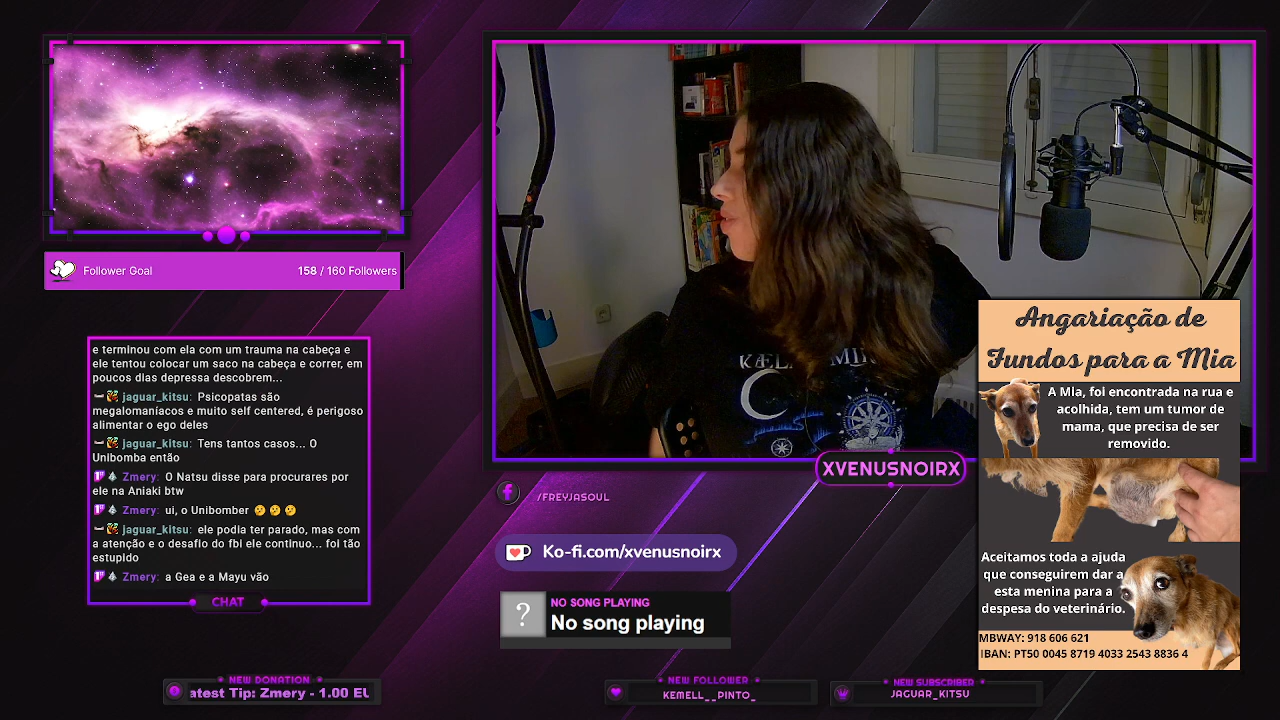 Follower Goal
158 / 160 Followers
e terminou com ela com um trauma na cabeça e
ele tentou colocar um saco na cabeça e correr, em
poucos dias depressa descobrem...
jaguar_kitsu: Psicopatas são
megalomaníacos e muito self centered, é perigoso
alimentar o ego deles
jaguar_kitsu: Tens tantos casos... O
Unibomba então
Zmery: O Natsu disse para procurares por
ele na Aniaki btw
Zmery: ui, o Unibomber
jaguar_kitsu: ele podia ter parado, mas com
a atenção e o desafio do fbi ele continuo... foi tão
estupido
Zmery: a Gea e a Mayu vão
CHAT
XVENUSNOIRX
/FREYJASOUL
Ko-fi.com/xvenusnoirx
?
NO SONG PLAYING
No song playing
Angariação de
Fundos para a Mia
A Mia, foi encontrada na rua e
acolhida, tem um tumor de
mama, que precisa de ser
removido.
Aceitamos toda a ajuda
que conseguirem dar a
esta menina para a
despesa do veterinário.
MBWAY: 918 606 621
IBAN: PT50 0045 8719 4033 2543 8836 4
NEW DONATION
atest Tip: Zmery - 1.00 EU
NEW FOLLOWER
KEMELL__PINTO_
NEW SUBSCRIBER
JAGUAR_KITSU